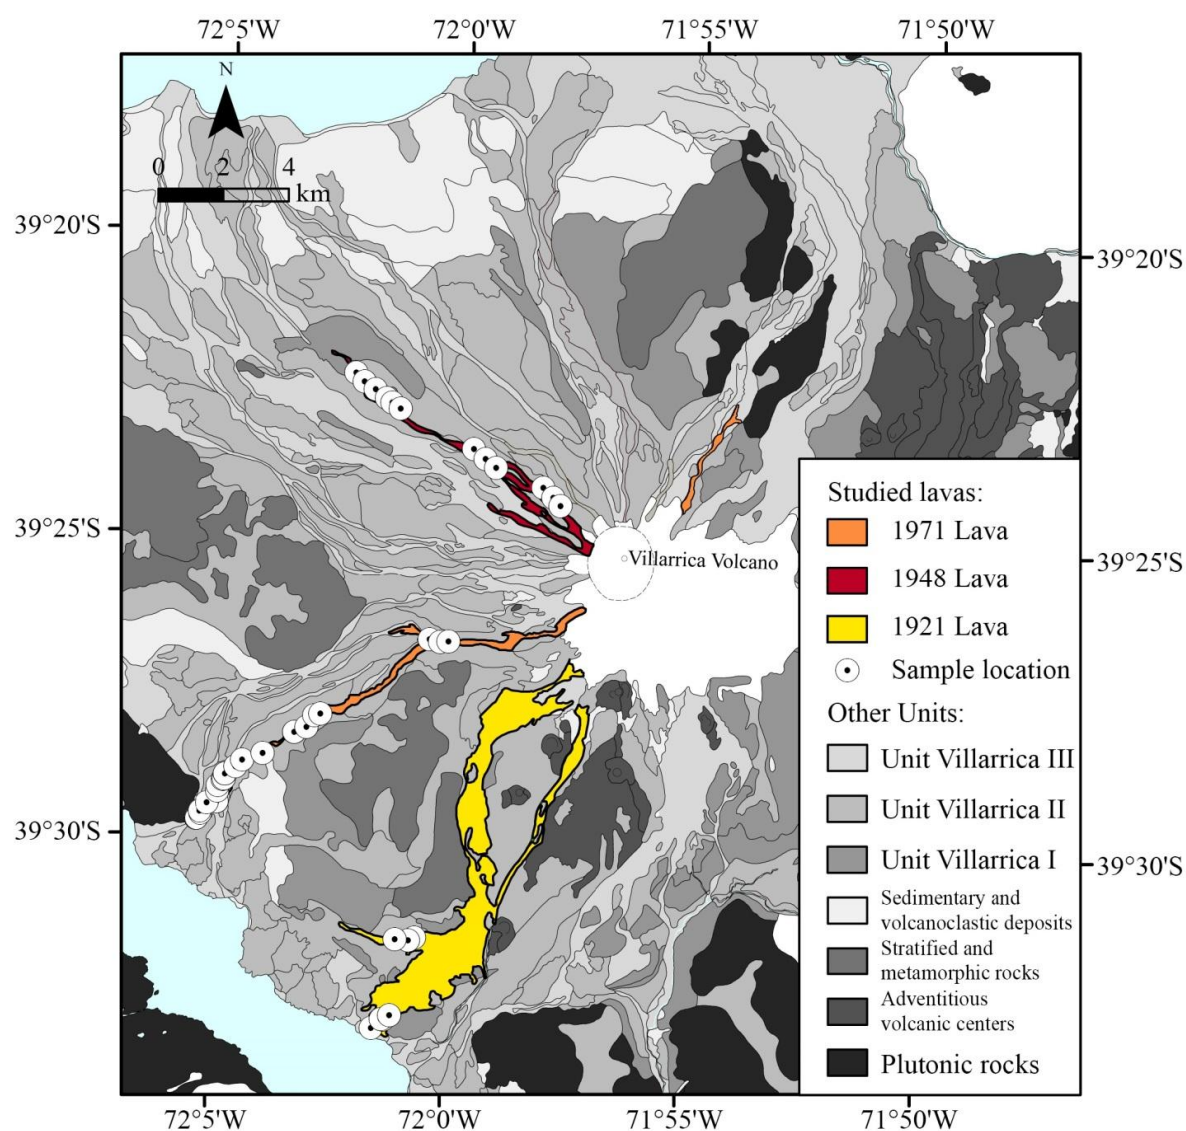 72°5'W 72°0'W 71°55'W 71°50'W
N
0 2 4
km
39°20'S
39°20'S
39°25'S
39°25'S
Villarrica Volcano
39°30'S
39°30'S
Studied lavas:
1971 Lava
1948 Lava
1921 Lava
Sample location
Other Units:
Unit Villarrica III
Unit Villarrica II
Unit Villarrica I
Sedimentary and
volcanoclastic deposits
Stratified and
metamorphic rocks
Adventitious
volcanic centers
Plutonic rocks
72°5'W 72°0'W 71°55'W 71°50'W